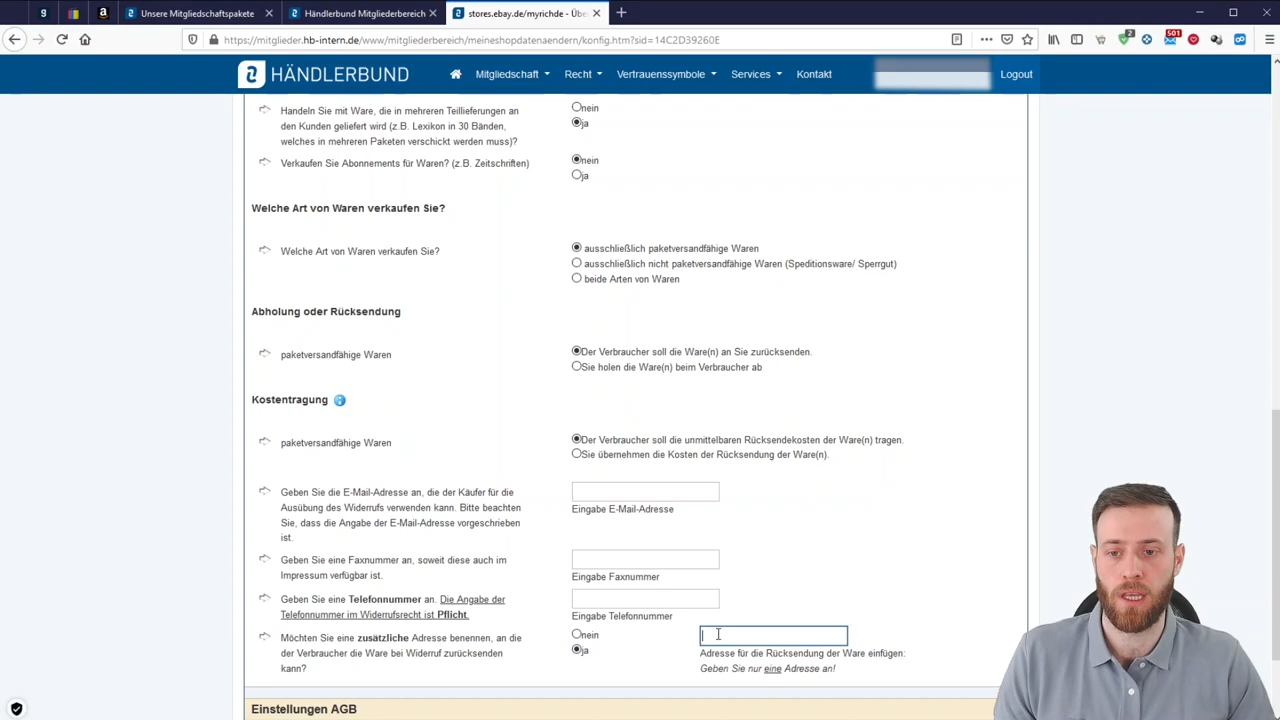 Unsere Mitgliedschaftspakete
Händlerbund Mitgliederbereich
stores.ebay.de/myrichde - Übe
https://mitglieder.hb-intern.de/www/mitgliederbereich/meineshopdatenaendern/konfig.htm?sid=14C2D39260E
2
501
HÄNDLERBUND
Mitgliedschaft
Recht
Vertrauenssymbole
Services
Kontakt
Logout
Handeln Sie mit Ware, die in mehreren Teillieferungen an
den Kunden geliefert wird (z.B. Lexikon in 30 Bänden,
welches in mehreren Paketen verschickt werden muss)?
nein
ja
Verkaufen Sie Abonnements für Waren? (z.B. Zeitschriften)
nein
ja
Welche Art von Waren verkaufen Sie?
Welche Art von Waren verkaufen Sie?
ausschließlich paketversandfähige Waren
ausschließlich nicht paketversandfähige Waren (Speditionsware/ Sperrgut)
beide Arten von Waren
Abholung oder Rücksendung
paketversandfähige Waren
Der Verbraucher soll die Ware(n) an Sie zurücksenden.
Sie holen die Ware(n) beim Verbraucher ab
Kostentragung
paketversandfähige Waren
Der Verbraucher soll die unmittelbaren Rücksendekosten der Ware(n) tragen.
Sie übernehmen die Kosten der Rücksendung der Ware(n).
Geben Sie die E-Mail-Adresse an, die der Käufer für die
Ausübung des Widerrufs verwenden kann. Bitte beachten
Sie, dass die Angabe der E-Mail-Adresse vorgeschrieben
ist.
Eingabe E-Mail-Adresse
Geben Sie eine Faxnummer an, soweit diese auch im
Impressum verfügbar ist.
Eingabe Faxnummer
Geben Sie eine Telefonnummer an. Die Angabe der
Telefonnummer im Widerrufsrecht ist Pflicht.
Eingabe Telefonnummer
Möchten Sie eine zusätzliche Adresse benennen, an die
der Verbraucher die Ware bei Widerruf zurücksenden
kann?
nein
ja
Adresse für die Rücksendung der Ware einfügen:
Geben Sie nur eine Adresse an!
Einstellungen AGB